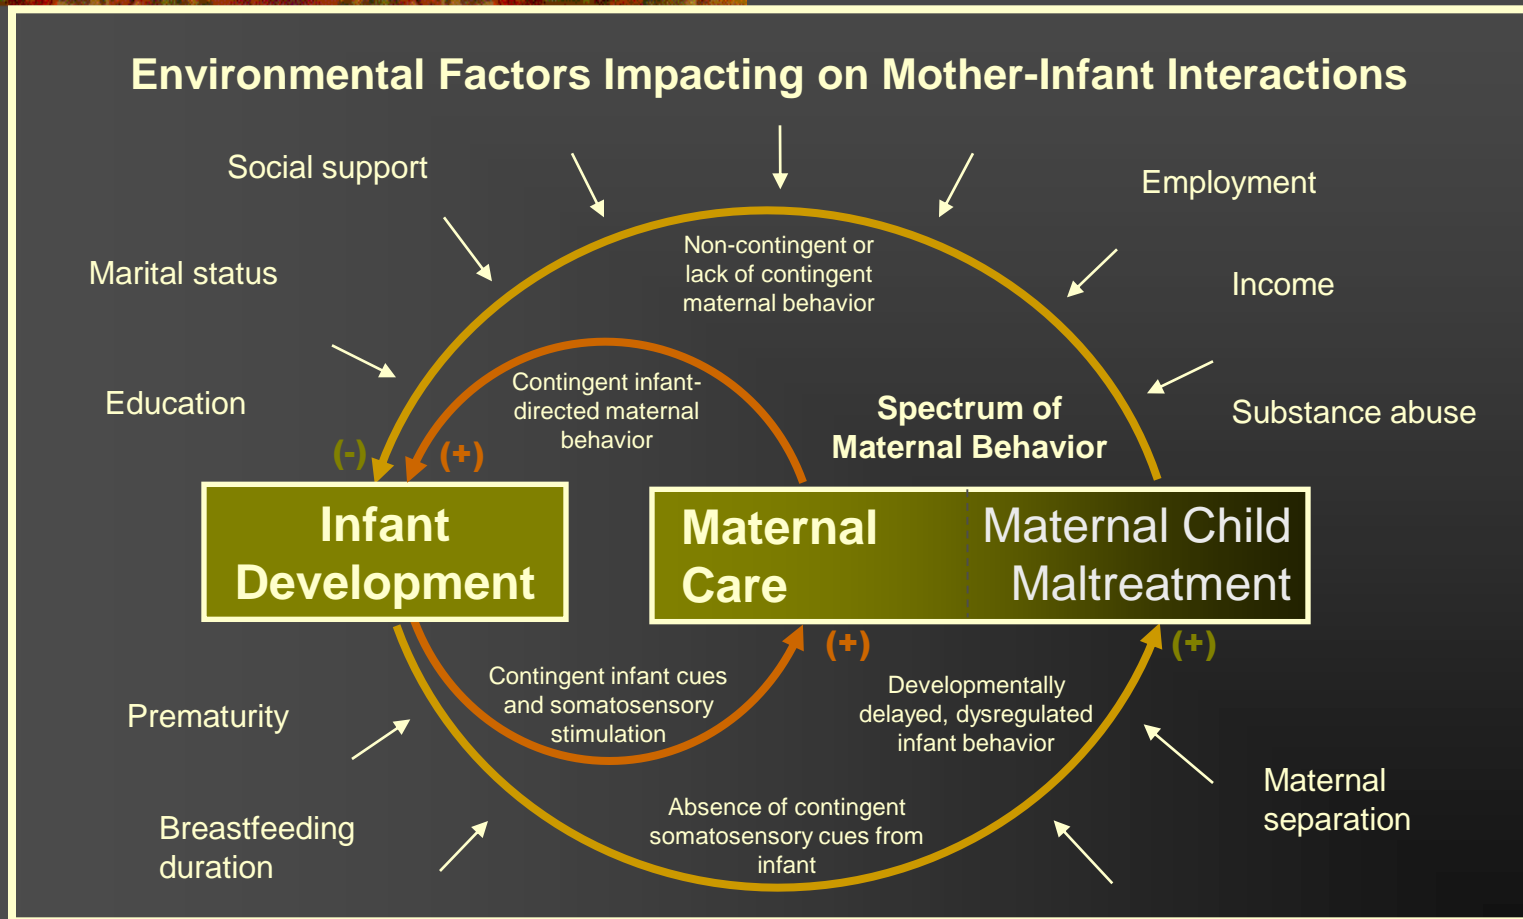 Environmental Factors Impacting on Mother-Infant Interactions
Social support
Employment
Non-contingent or
lack of contingent
maternal behavior
Marital status
Income
Contingent infant-
directed maternal
behavior
Education
Spectrum of
Maternal Behavior
Substance abuse
(-)
(+)
Infant
Development
Maternal
Care
Maternal Child
Maltreatment
(+)
(+)
Contingent infant cues
and somatosensory
stimulation
Developmentally
delayed, dysregulated
infant behavior
Prematurity
Maternal
separation
Absence of contingent
somatosensory cues from
infant
Breastfeeding
duration